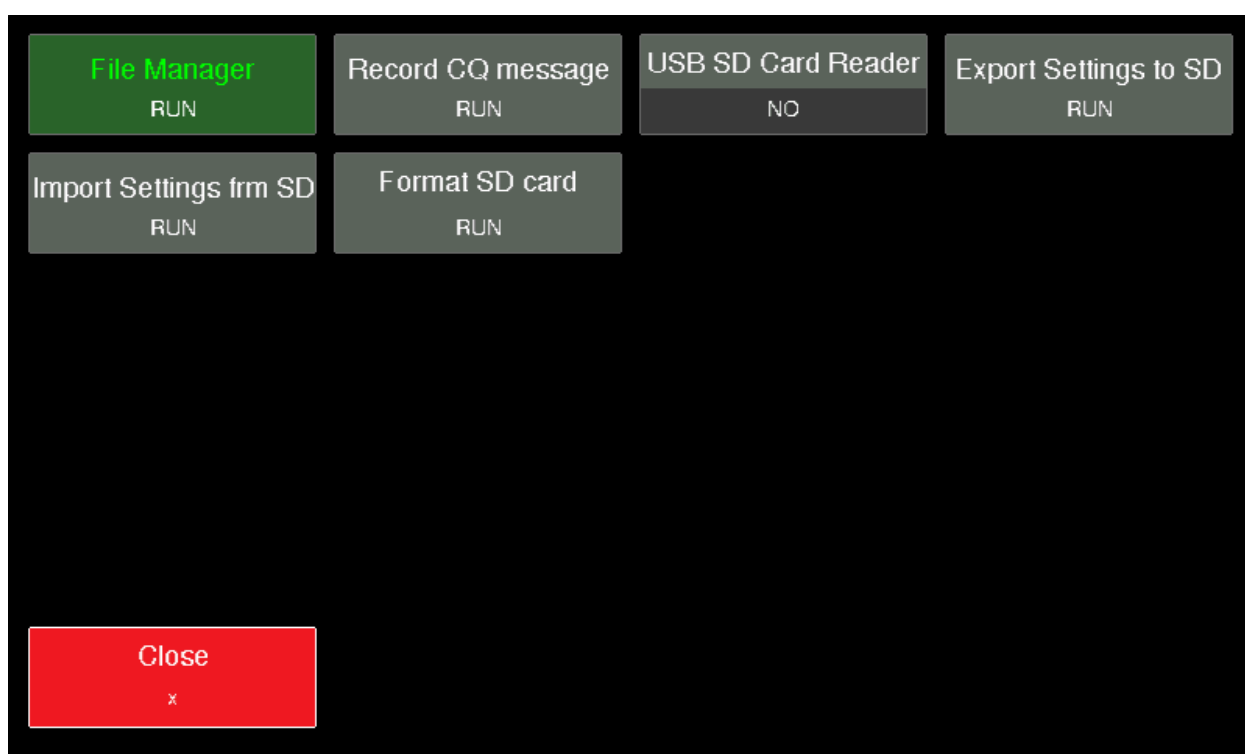 File Manager
RUN
Record CQ message
RUN
USB SD Card Reader
NO
Export Settings to SD
RUN
Import Settings frm SD
RUN
Format SD card
RUN
Close
x